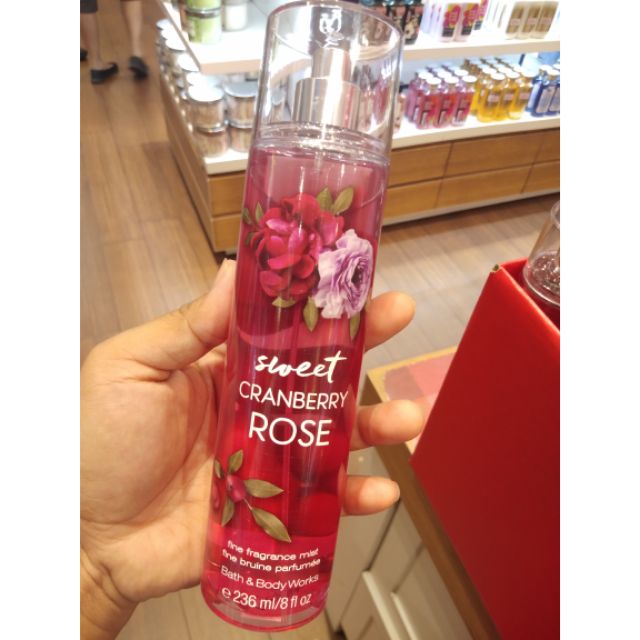 sweet
CRANBERRY
ROSE
fine fragrance mist
fine bruine parfumée
Bath & Body Works
e 236 ml/8 fl oz